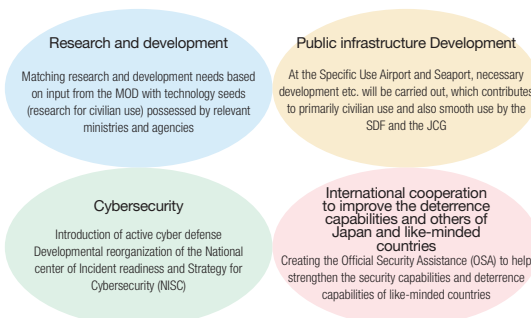 Research and development
Matching research and development needs based
on input from the MOD with technology seeds
(research for civilian use) possessed by relevant
ministries and agencies
Public infrastructure Development
At the Specific Use Airport and Seaport, necessary
development etc. will be carried out, which contributes
to primarily civilian use and also smooth use by the
SDF and the JCG
Cybersecurity
Introduction of active cyber defense
Developmental reorganization of the National
center of Incident readiness and Strategy for
Cybersecurity (NISC)
International cooperation
to improve the deterrence
capabilities and others of
Japan and like-minded
countries
Creating the Official Security Assistance (OSA) to help
strengthen the security capabilities and deterrence
capabilities of like-minded countries